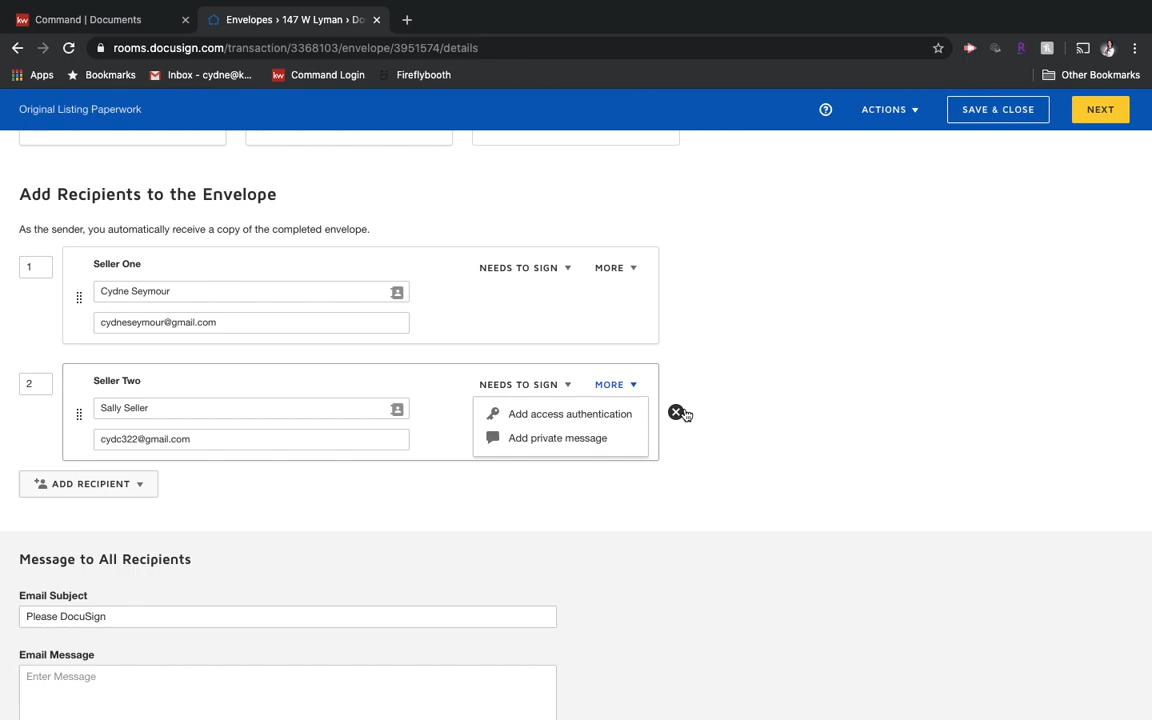 Command | Documents
Envelopes › 147 W Lyman › Do
rooms.docusign.com/transaction/3368103/envelope/3951574/details
Apps
Bookmarks
Inbox - cydne@k...
kw Command Login
Fireflybooth
Other Bookmarks
Original Listing Paperwork
ACTIONS
SAVE & CLOSE
NEXT
Add Recipients to the Envelope
As the sender, you automatically receive a copy of the completed envelope.
1
Seller One
NEEDS TO SIGN
MORE
Cydne Seymour
cydneseymour@gmail.com
2
Seller Two
NEEDS TO SIGN
MORE
Sally Seller
Add access authentication
cydc322@gmail.com
Add private message
ADD RECIPIENT
Message to All Recipients
Email Subject
Please DocuSign
Email Message
Enter Message